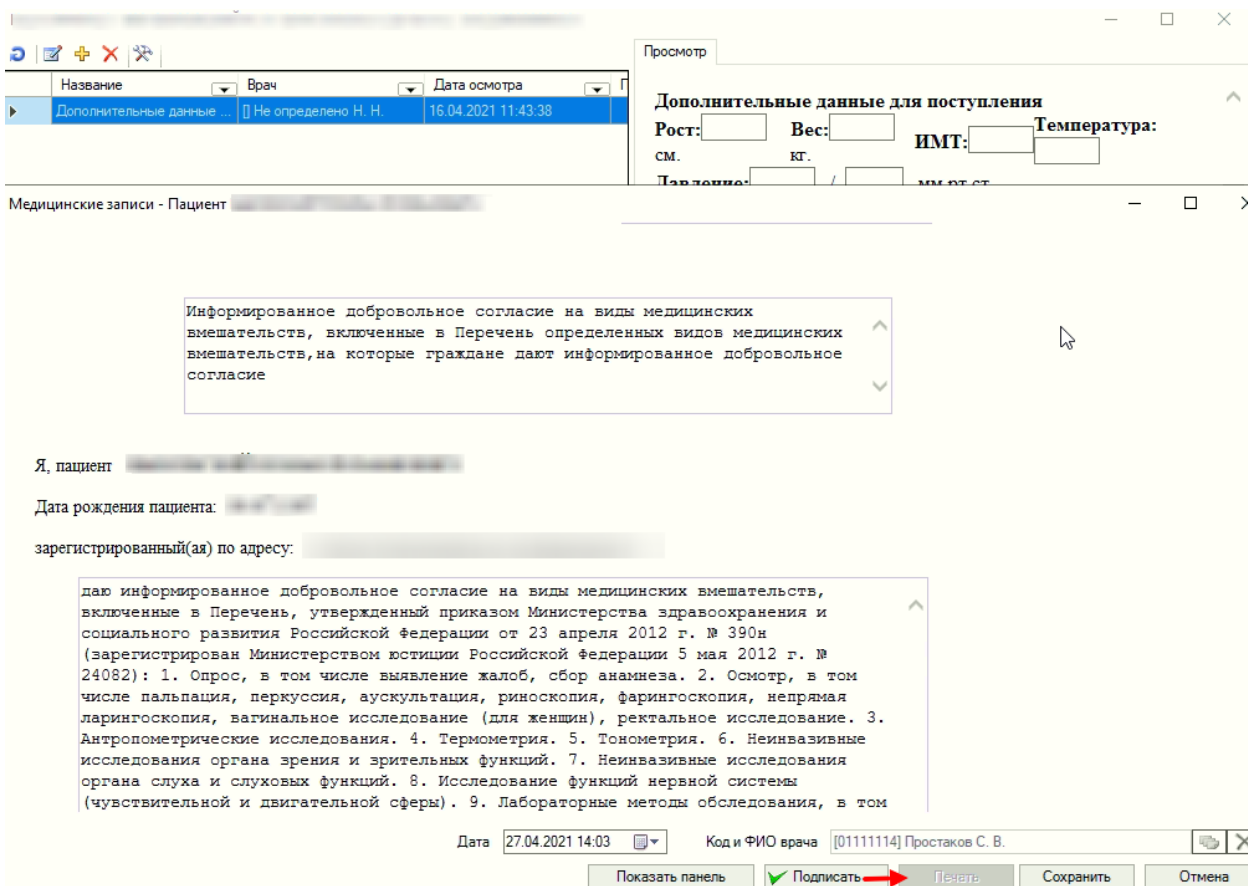 Просмотр
Название Врач Дата осмотра П
Дополнительные данные ... [] Не определено Н. Н. 16.04.2021 11:43:38
Дополнительные данные для поступления
Рост: Вес: ИМТ: Температура:
см. кг.
Давление: / мм рт ст
Медицинские записи - Пациент
Информированное добровольное согласие на виды медицинских
вмешательств, включенные в Перечень определенных видов медицинских
вмешательств,на которые граждане дают информированное добровольное
согласие
Я, пациент
Дата рождения пациента:
зарегистрированный(ая) по адресу:
даю информированное добровольное согласие на виды медицинских вмешательств,
включенные в Перечень, утвержденный приказом Министерства здравоохранения и
социального развития Российской Федерации от 23 апреля 2012 г. № 390н
(зарегистрирован Министерством юстиции Российской Федерации 5 мая 2012 г. №
24082): 1. Опрос, в том числе выявление жалоб, сбор анамнеза. 2. Осмотр, в том
числе пальпация, перкуссия, аускультация, риноскопия, фарингоскопия, непрямая
ларингоскопия, вагинальное исследование (для женщин), ректальное исследование. 3.
Антропометрические исследования. 4. Термометрия. 5. Тонометрия. 6. Неинвазивные
исследования органа зрения и зрительных функций. 7. Неинвазивные исследования
органа слуха и слуховых функций. 8. Исследование функций нервной системы
(чувствительной и двигательной сферы). 9. Лабораторные методы обследования, в том
Дата 27.04.2021 14:03 Код и ФИО врача [01111114] Простаков С. В.
Показать панель Подписать Печать Сохранить Отмена